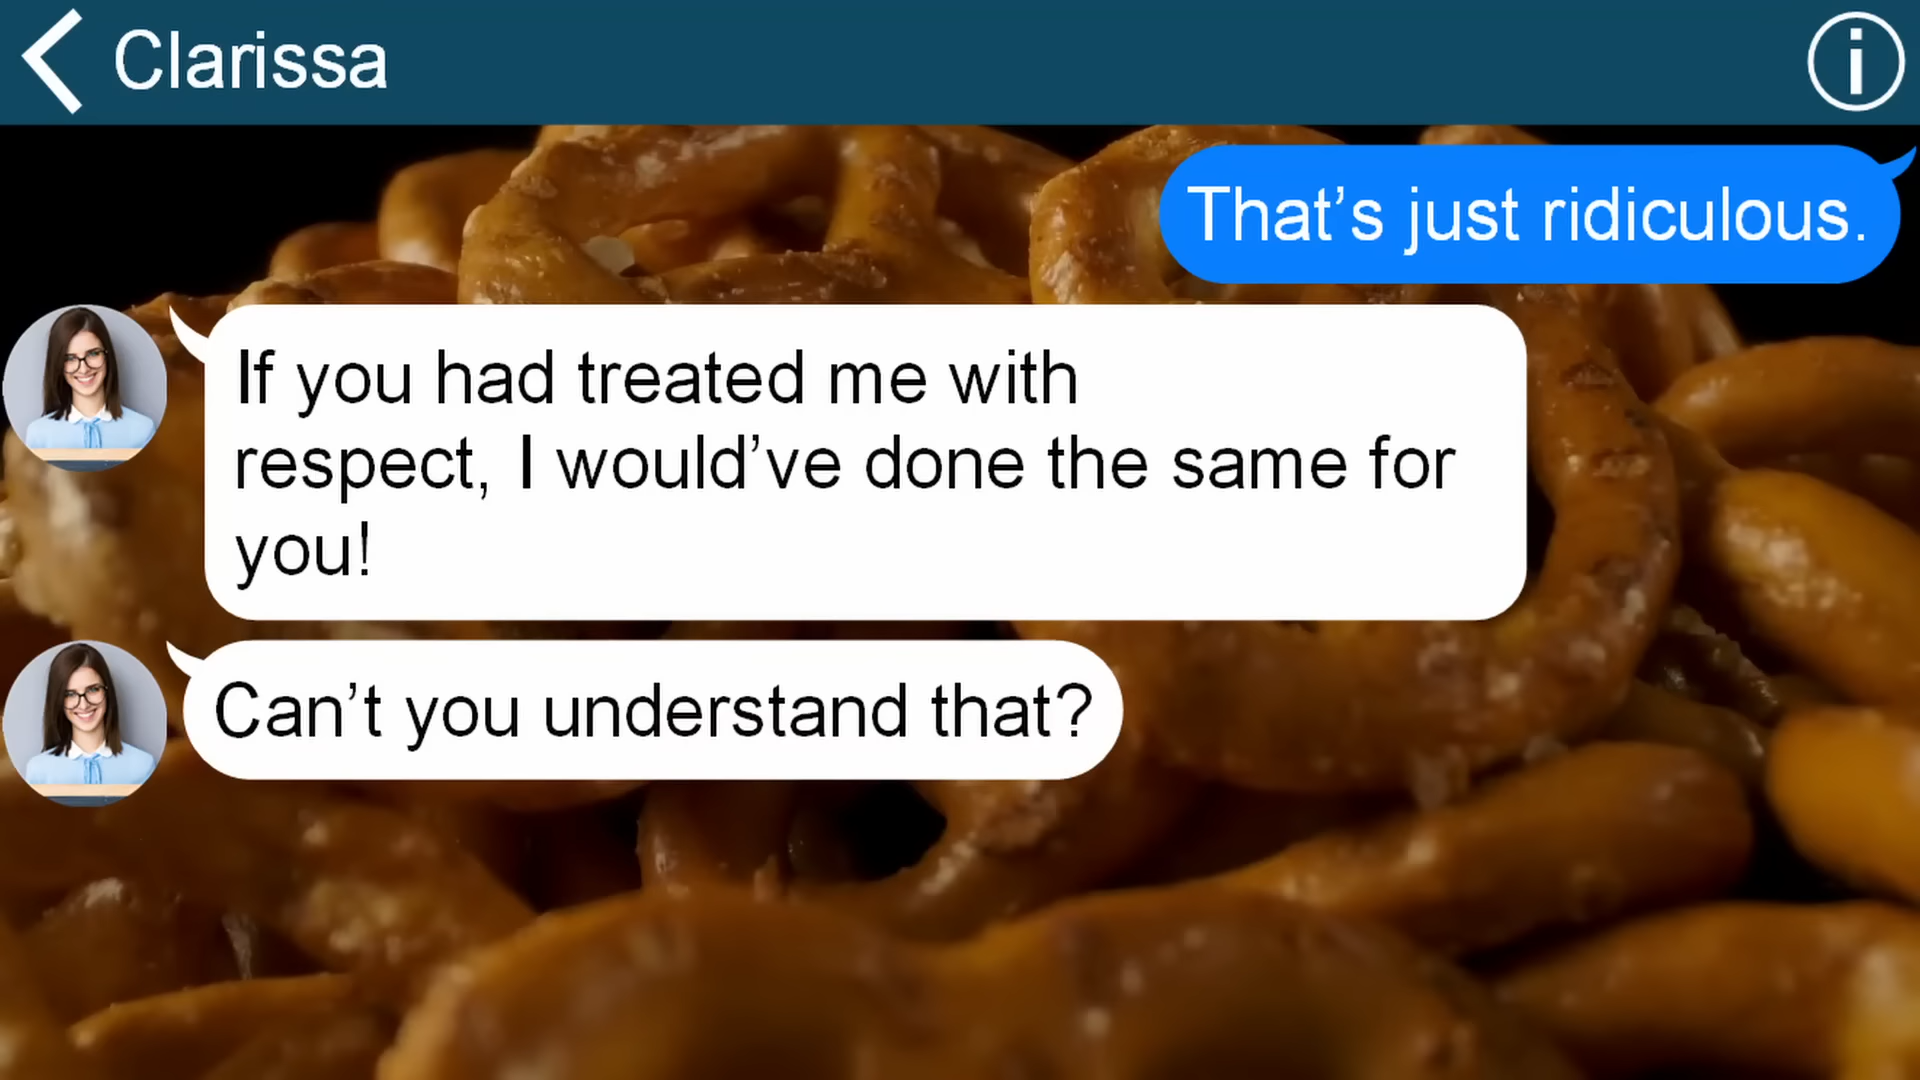 Clarissa
That’s just ridiculous.
If you had treated me with
respect, I would’ve done the same for
you!
Can’t you understand that?